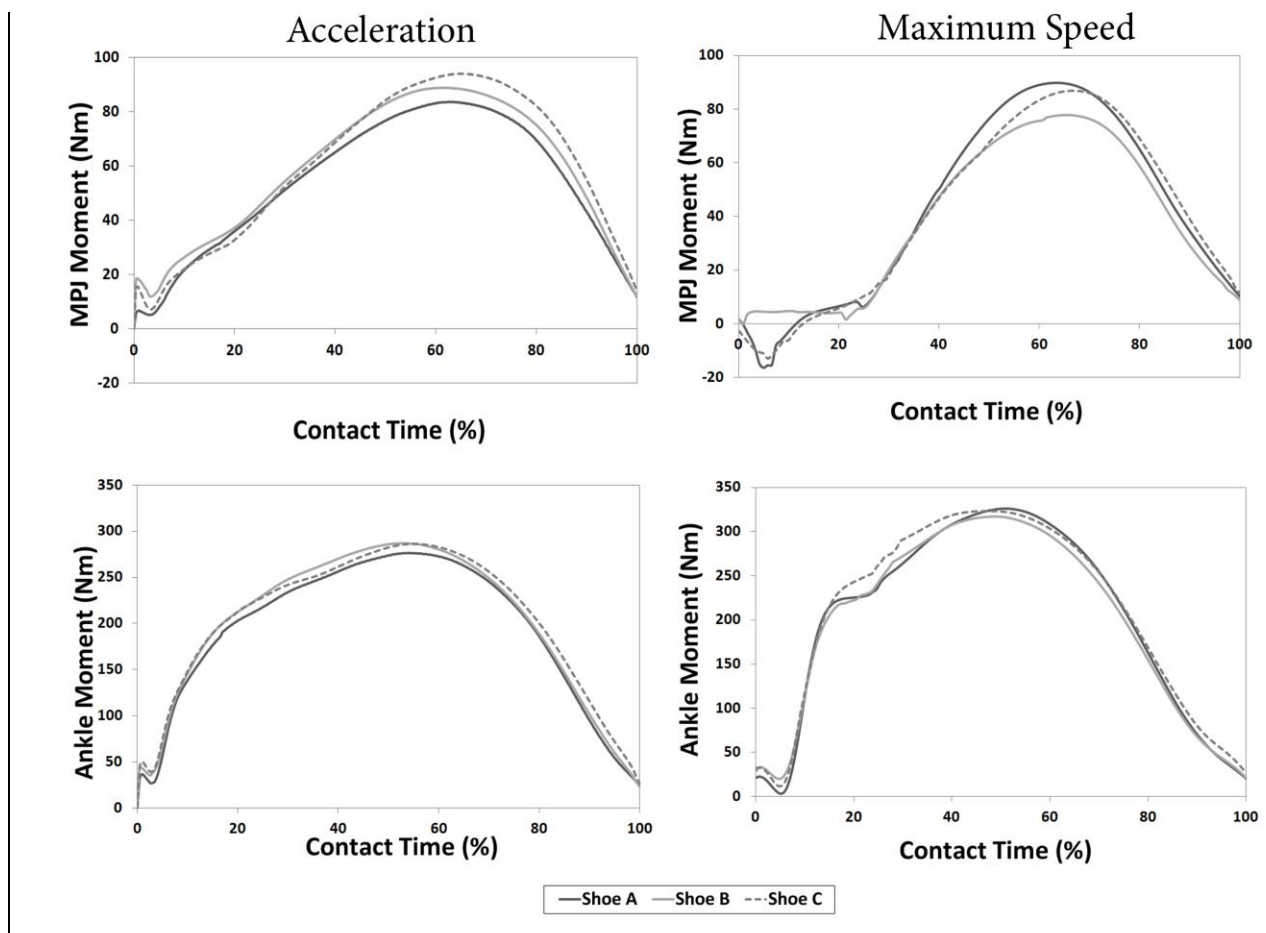 Acceleration
Maximum Speed
MPJ Moment (Nm)
100
80
60
40
20
0
-20
0 20 40 60 80 100
Contact Time (%)
MPJ Moment (Nm)
100
80
60
40
20
0
-20
0 20 40 60 80 100
Contact Time (%)
Ankle Moment (Nm)
350
300
250
200
150
100
50
0
0 20 40 60 80 100
Contact Time (%)
Ankle Moment (Nm)
350
300
250
200
150
100
50
0
0 20 40 60 80 100
Contact Time (%)
Shoe A Shoe B Shoe C